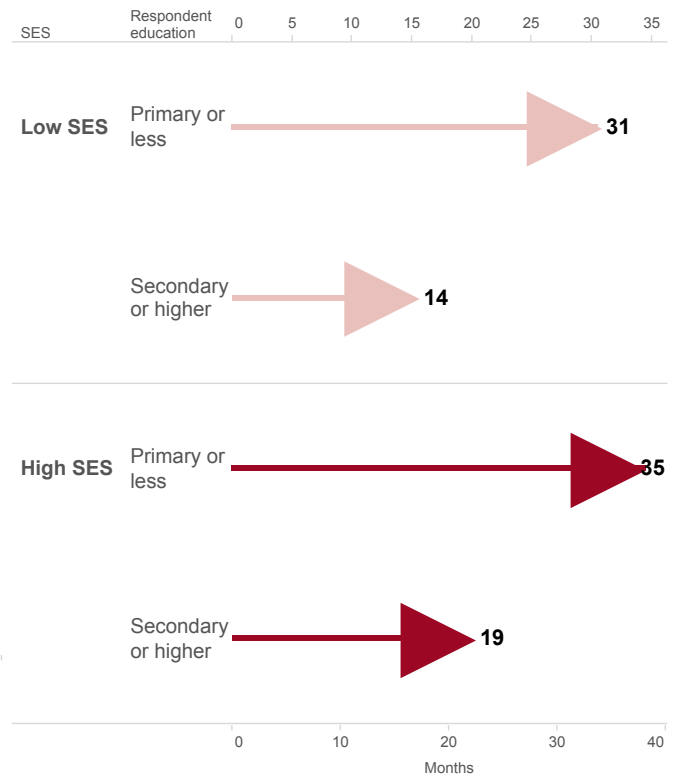 SES
Respondent
education
0 5 10 15 20 25 30 35
Low SES
Primary or
less
31
Secondary
or higher
14
High SES
Primary or
less
35
Secondary
or higher
19
0 10 20 30 40
Months